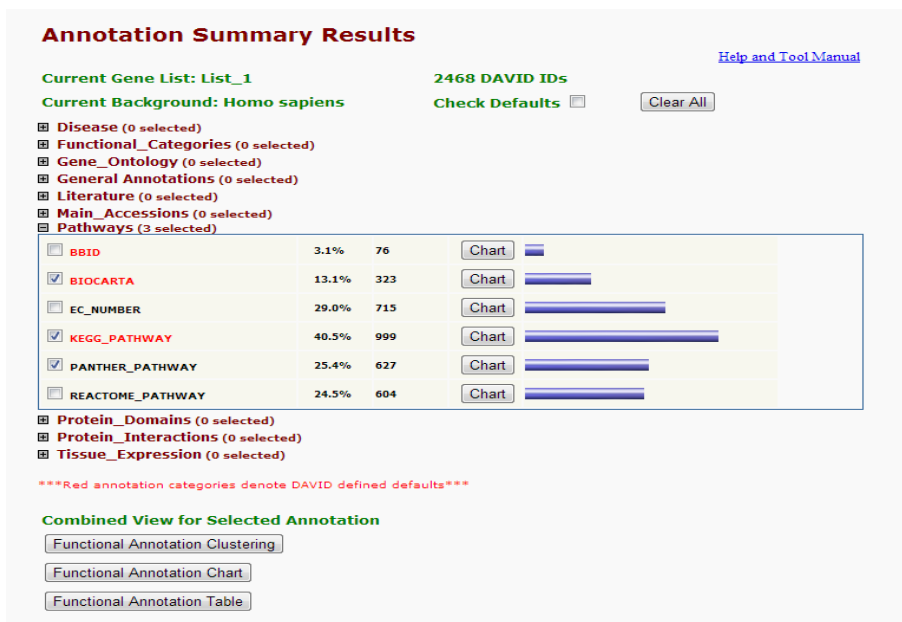 Annotation Summary Results
Help and Tool Manual
Current Gene List: List_1 2468 DAVID IDs
Current Background: Homo sapiens Check Defaults Clear All
Disease (0 selected)
Functional_Categories (0 selected)
Gene_Ontology (0 selected)
General Annotations (0 selected)
Literature (0 selected)
Main_Accessions (0 selected)
Pathways (3 selected)
BBID 3.1% 76 Chart
BIOCARTA 13.1% 323 Chart
EC_NUMBER 29.0% 715 Chart
KEGG_PATHWAY 40.5% 999 Chart
PANTHER_PATHWAY 25.4% 627 Chart
REACTOME_PATHWAY 24.5% 604 Chart
Protein_Domains (0 selected)
Protein_Interactions (0 selected)
Tissue_Expression (0 selected)
***Red annotation categories denote DAVID defined defaults***
Combined View for Selected Annotation
Functional Annotation Clustering
Functional Annotation Chart
Functional Annotation Table